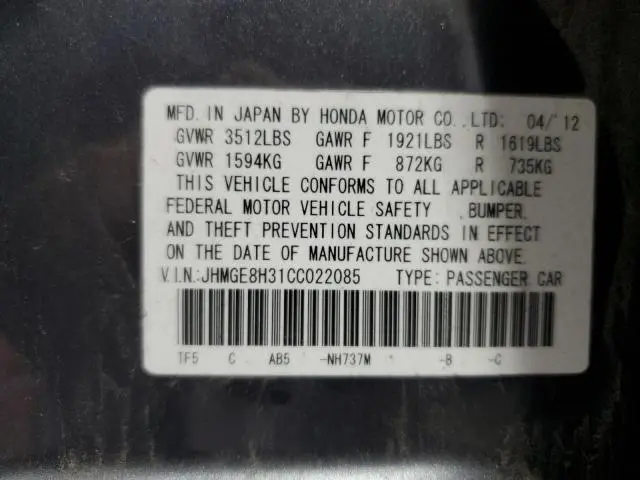 MFD. IN JAPAN BY HONDA MOTOR CO.,LTD: 04/'12
GVWR 3512LBS GAWR F 1921LBS R 1619LBS
GVWR 1594KG GAWR F 872KG R 735KG
THIS VEHICLE CONFORMS TO ALL APPLICABLE
FEDERAL MOTOR VEHICLE SAFETY ,BUMPER,
AND THEFT PREVENTION STANDARDS IN EFFECT
ON THE DATE OF MANUFACTURE SHOWN ABOVE.
V.I.N.:JHMGE8H31CC022085 TYPE: PASSENGER CAR
TF5 C AB5 -NH737M -B -C